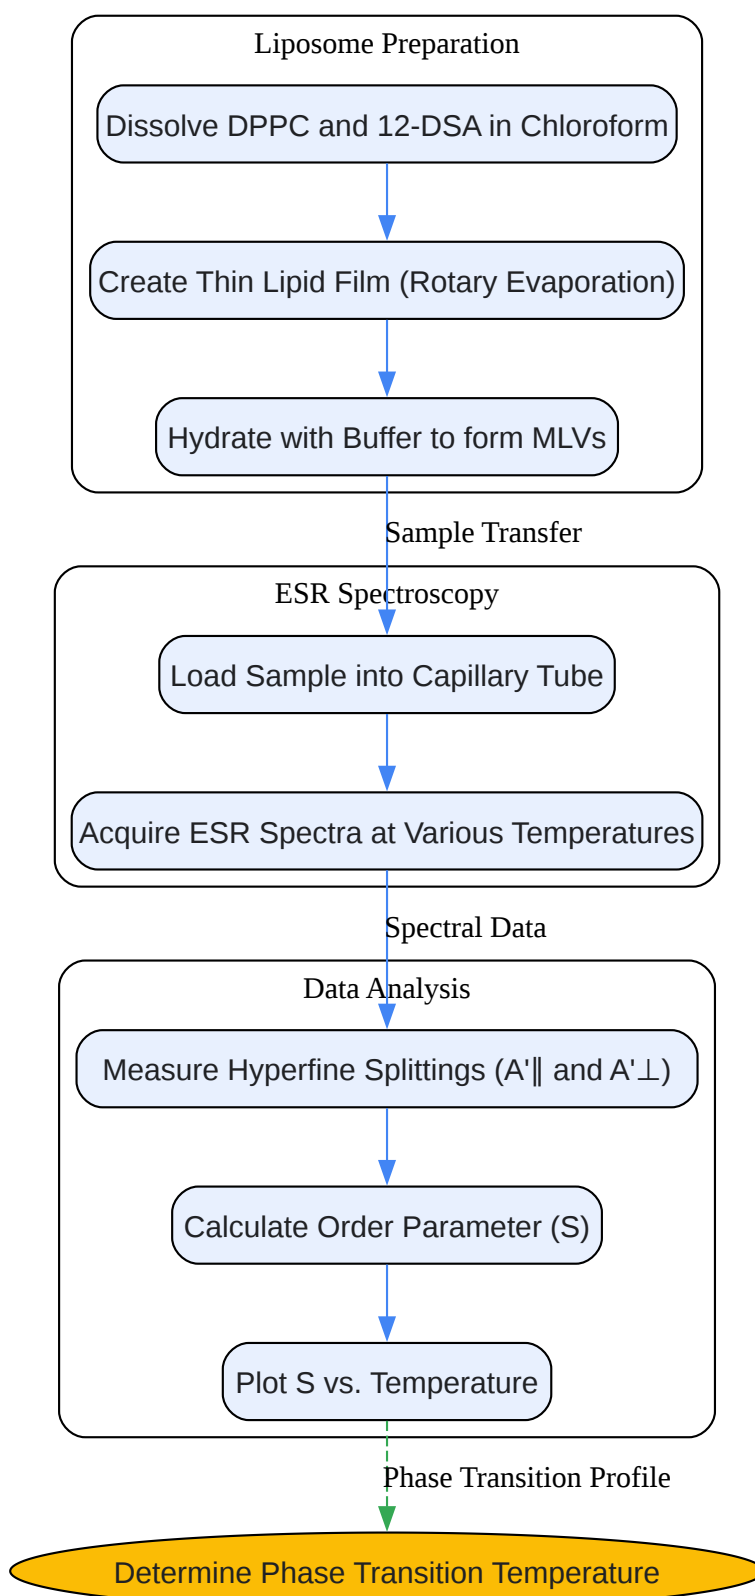 Liposome Preparation
Dissolve DPPC and 12-DSA in Chloroform
Create Thin Lipid Film (Rotary Evaporation)
Hydrate with Buffer to form MLVs
Sample Transfer
ESR Spectroscopy
Load Sample into Capillary Tube
Acquire ESR Spectra at Various Temperatures
Spectral Data
Data Analysis
Measure Hyperfine Splittings (A'∥ and A'⊥)
Calculate Order Parameter (S)
Plot S vs. Temperature
Phase Transition Profile
Determine Phase Transition Temperature